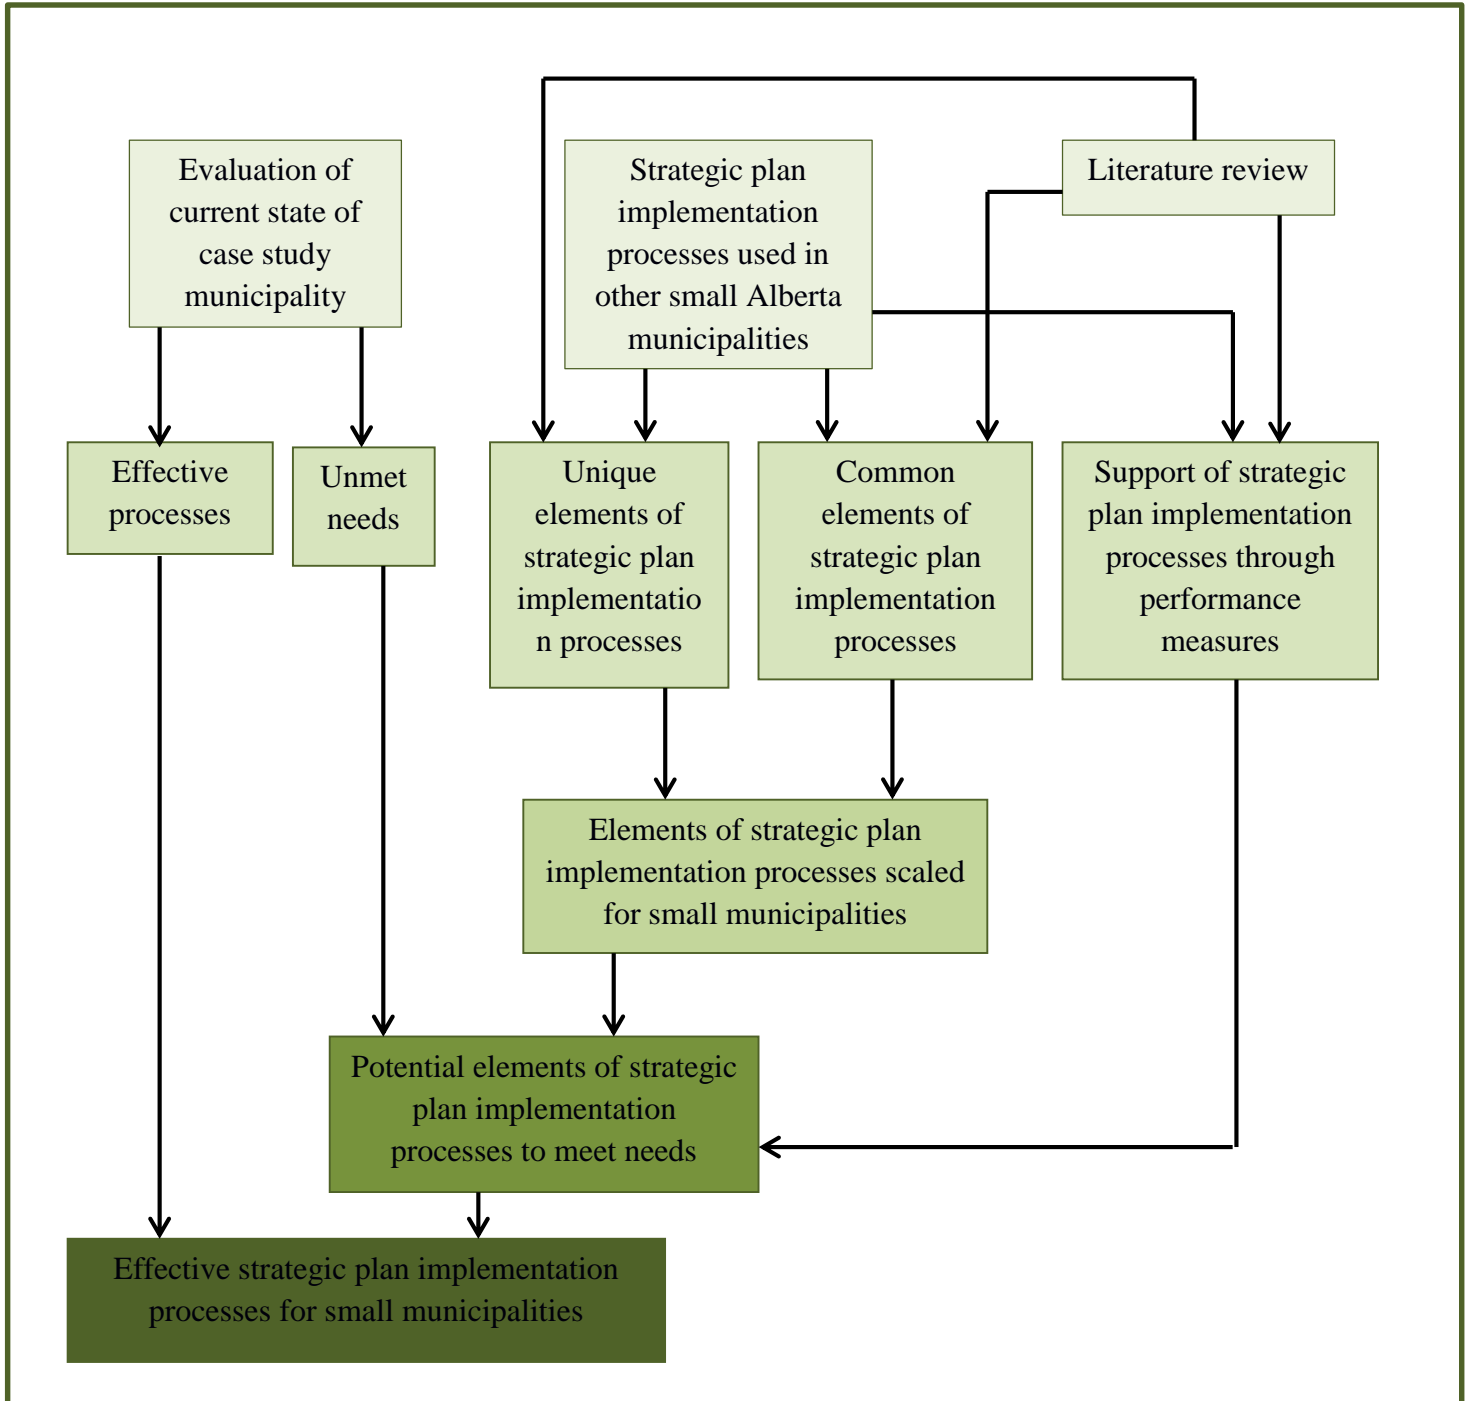 Evaluation of
current state of
case study
municipality
Strategic plan
implementation
processes used in
other small Alberta
municipalities
Literature review
Effective
processes
Unmet
needs
Unique
elements of
strategic plan
implementatio
n processes
Common
elements of
strategic plan
implementation
processes
Support of strategic
plan implementation
processes through
performance
measures
Elements of strategic plan
implementation processes scaled
for small municipalities
Potential elements of strategic
plan implementation
processes to meet needs
Effective strategic plan implementation
processes for small municipalities